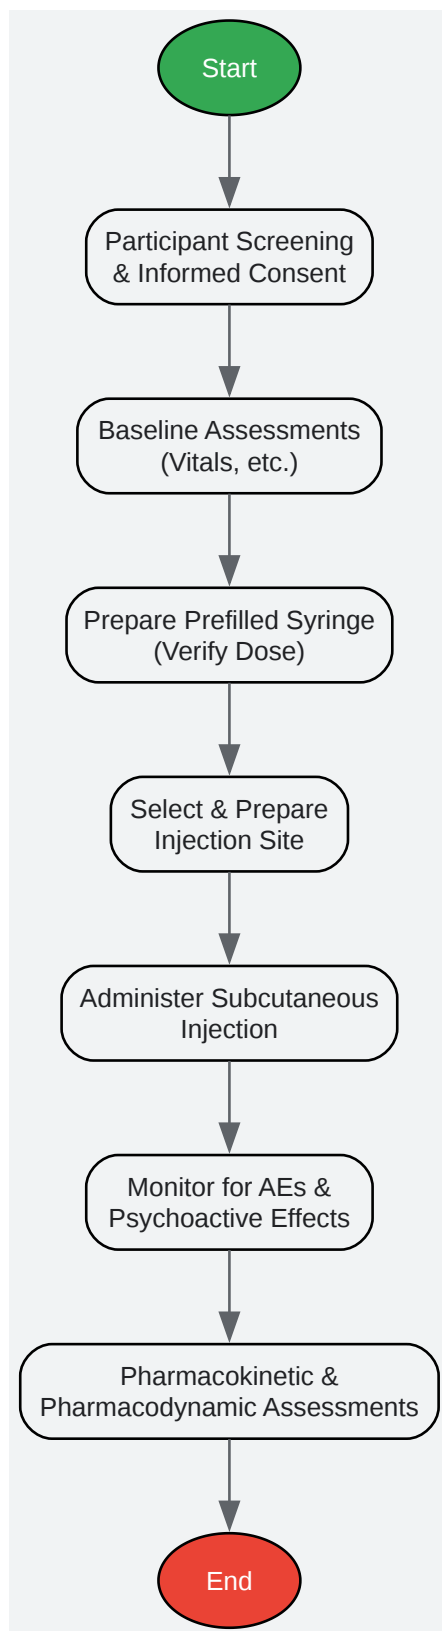 Start
Participant Screening
& Informed Consent
Baseline Assessments
(Vitals, etc.)
Prepare Prefilled Syringe
(Verify Dose)
Select & Prepare
Injection Site
Administer Subcutaneous
Injection
Monitor for AEs &
Psychoactive Effects
Pharmacokinetic &
Pharmacodynamic Assessments
End